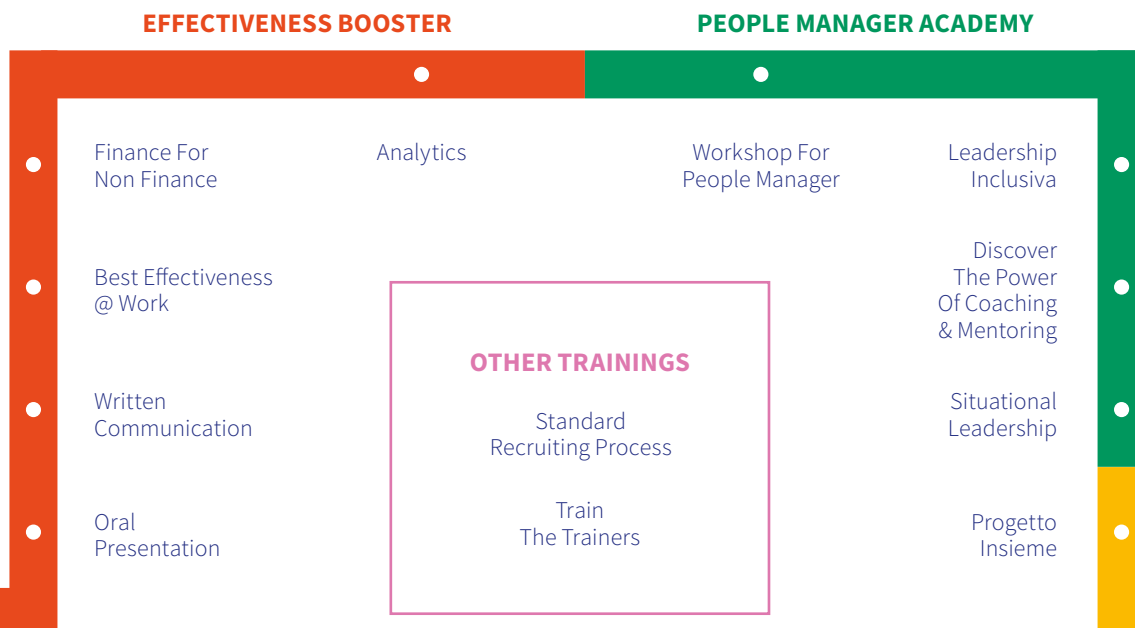 EFFECTIVENESS BOOSTER
PEOPLE MANAGER ACADEMY
Finance For
Non Finance
Analytics
Workshop For
People Manager
Leadership
Inclusiva
Best Effectiveness
@ Work
Discover
The Power
Of Coaching
& Mentoring
OTHER TRAININGS
Standard
Recruiting Process
Train
The Trainers
Written
Communication
Situational
Leadership
Oral
Presentation
Progetto
Insieme